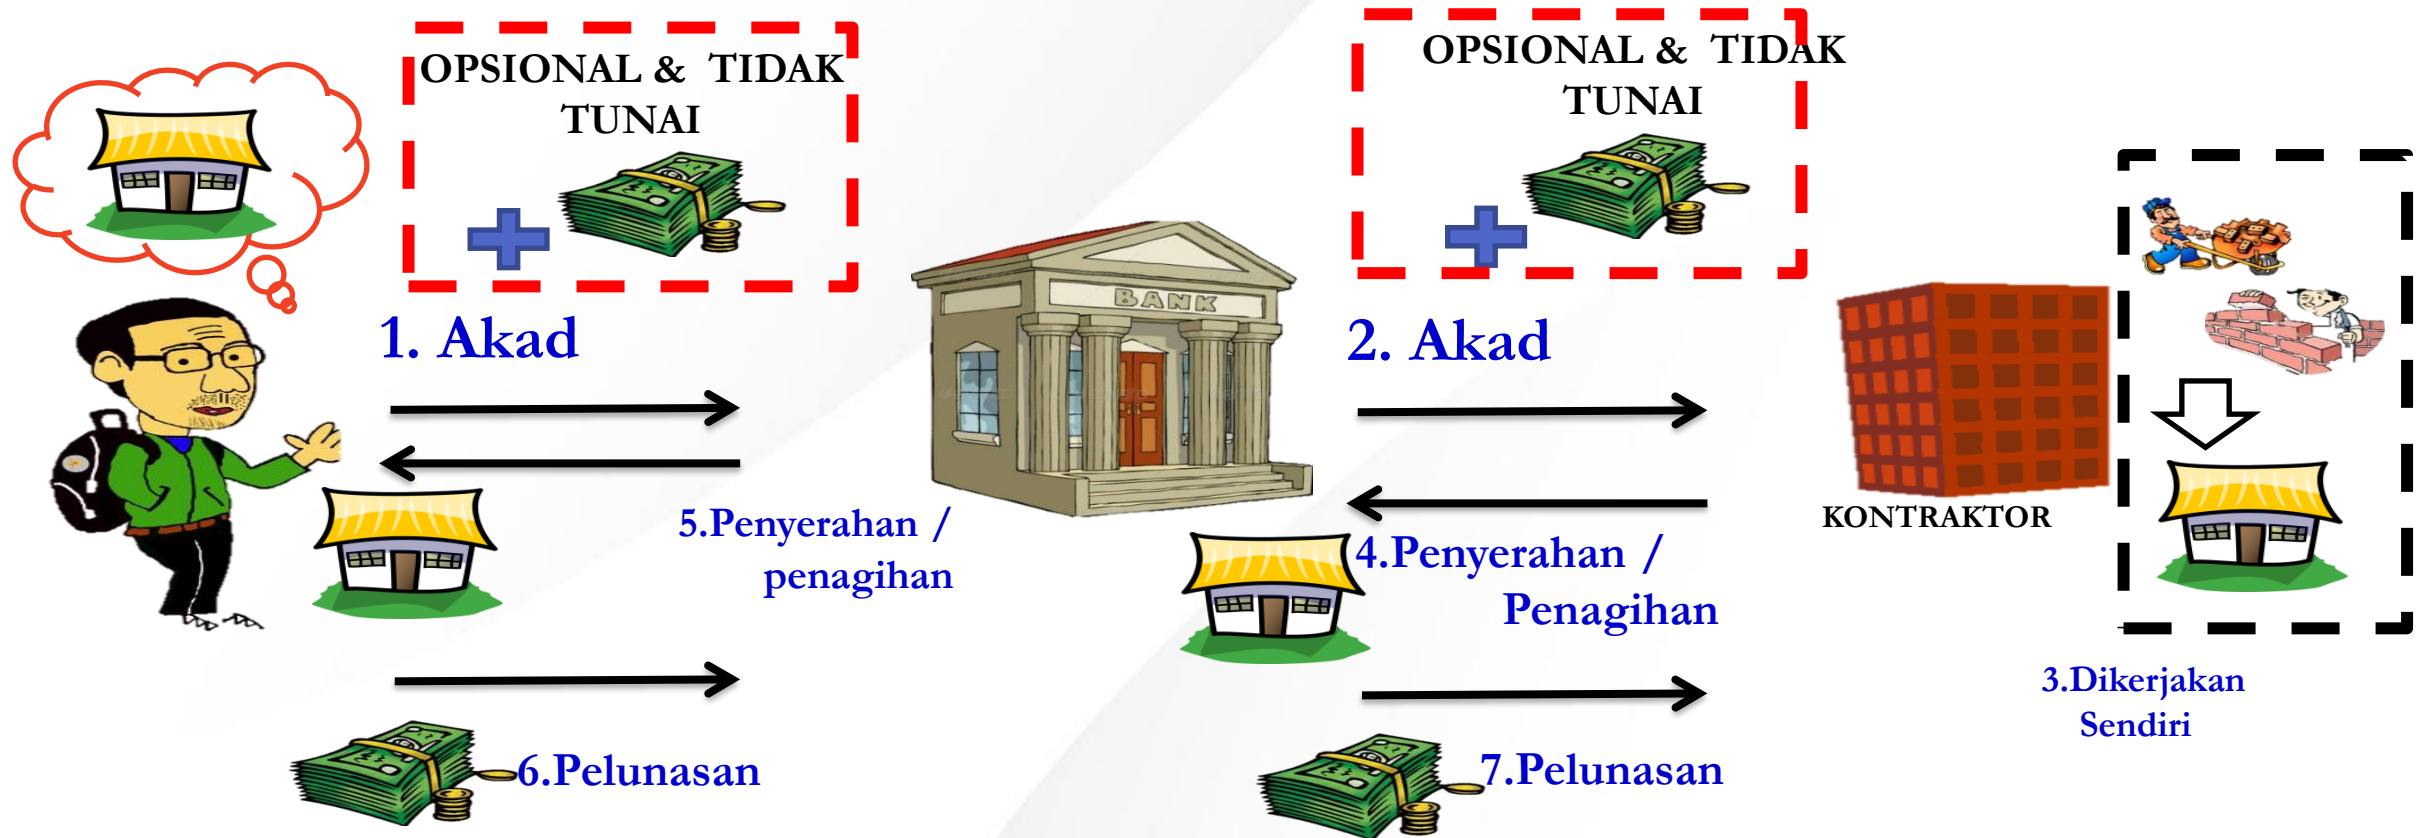 OPSIONAL & TIDAK
TUNAI
OPSIONAL & TIDAK
TUNAI
1. Akad
BANK
2. Akad
KONTRAKTOR
5.Penyerahan /
penagihan
4.Penyerahan /
Penagihan
3.Dikerjakan
Sendiri
6.Pelunasan
7.Pelunasan